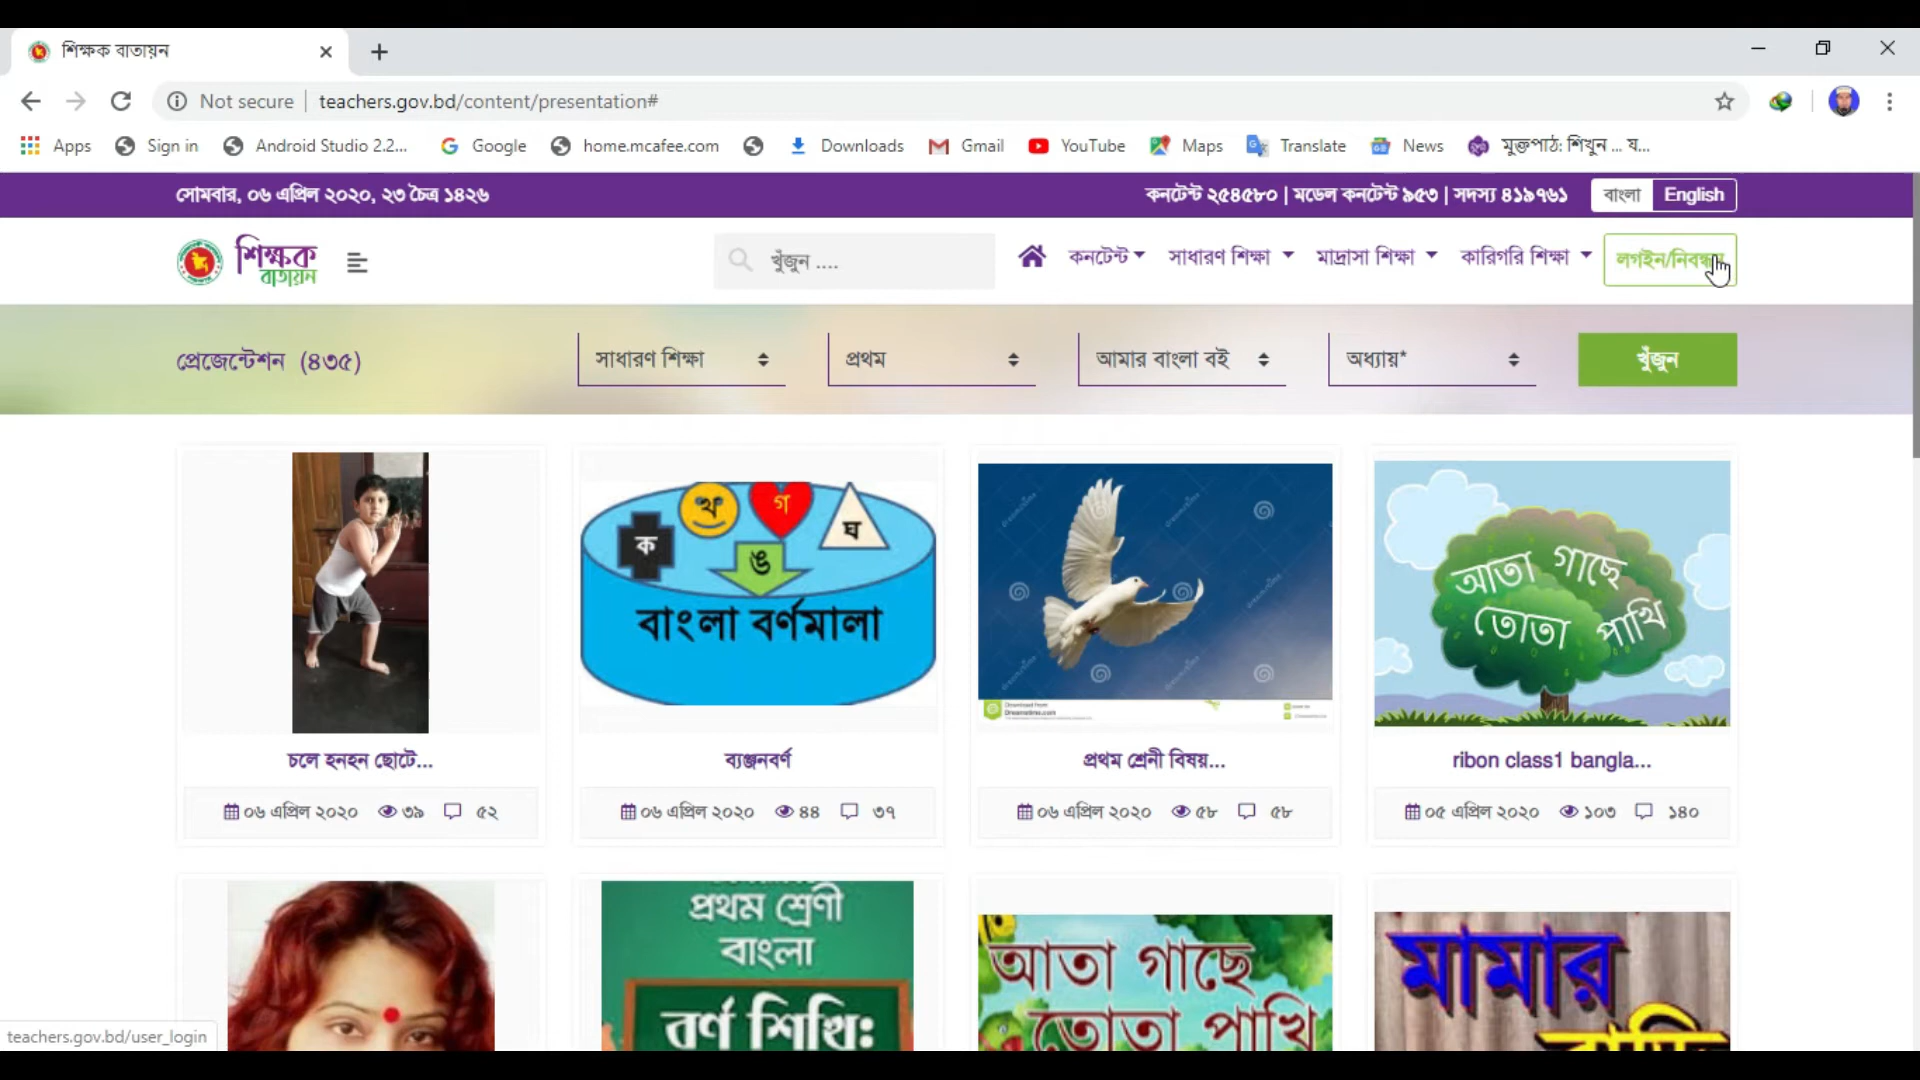 শিক্ষক বাতায়ন
Not secure teachers.gov.bd/content/presentation#
Apps Sign in Android Studio 2.2... Google home.mcafee.com Downloads Gmail YouTube Maps Translate News মুক্তপাঠ: শিখুন ... য...
সোমবার, ০৬ এপ্রিল ২০২০, ২৩ চৈত্র ১৪২৬ কনটেন্ট ২৫৪৫৮০ | মডেল কনটেন্ট ৯৫৩ | সদস্য ৪১৯৭৬১ বাংলা English
শিক্ষক
বাতায়ন
খুঁজুন .... কনটেন্ট সাধারণ শিক্ষা মাদ্রাসা শিক্ষা কারিগরি শিক্ষা লগইন/নিবন্ধন
প্রেজেন্টেশন (৪৩৫) সাধারণ শিক্ষা প্রথম আমার বাংলা বই অধ্যায়* খুঁজুন
ক খ গ ঘ ঙ
বাংলা বর্ণমালা
আতা গাছে
তোতা পাখি
চলে হনহন ছোটে... ব্যঞ্জনবর্ণ প্রথম শ্রেনী বিষয়... ribon class1 bangla...
০৬ এপ্রিল ২০২০ ৩৯ ৫২ ০৬ এপ্রিল ২০২০ ৪৪ ৩৭ ০৬ এপ্রিল ২০২০ ৫৮ ৫৮ ০৫ এপ্রিল ২০২০ ১০৩ ১৪০
প্রথম শ্রেণী
বাংলা
বর্ণ শিখি:
আতা গাছে
তোতা পাখি
মামার
teachers.gov.bd/user_login